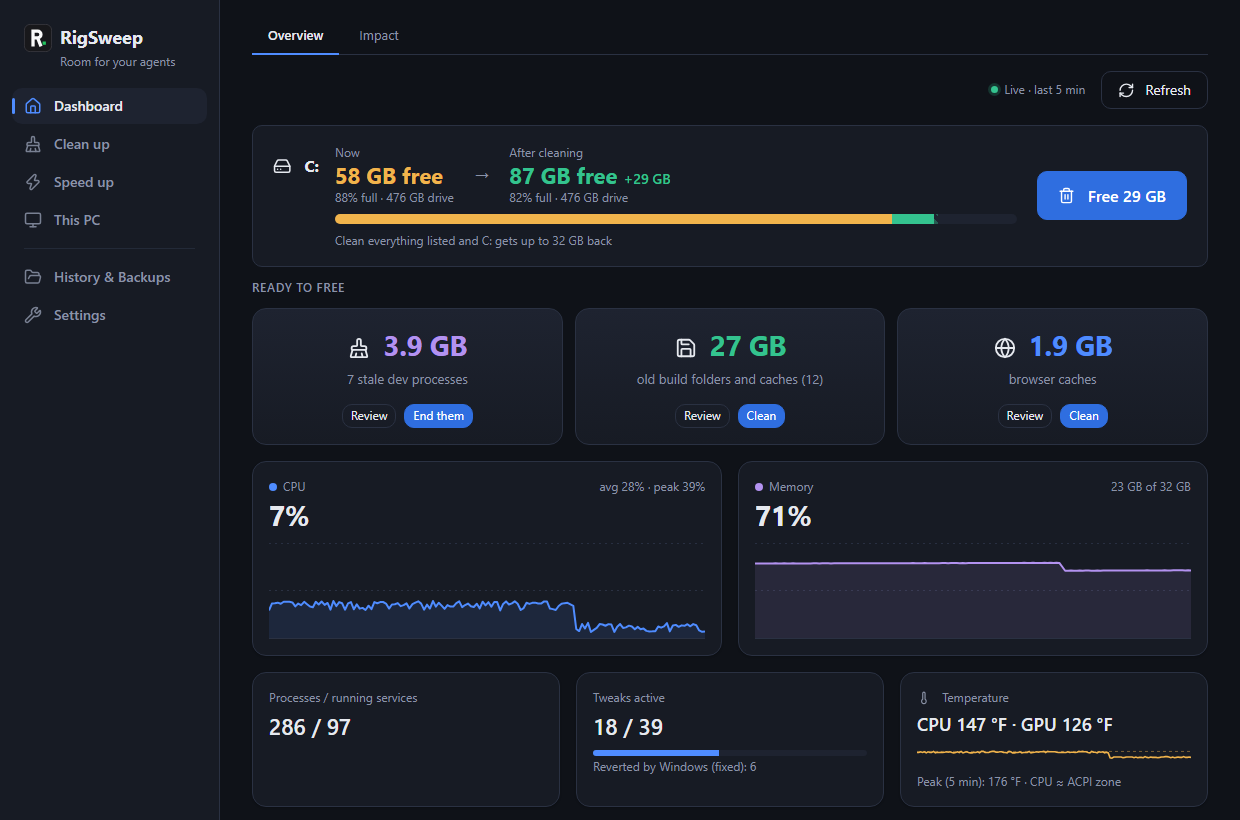 RigSweep
Room for your agents
Dashboard
Clean up
Speed up
This PC
History & Backups
Settings
Overview
Impact
Live · last 5 min
Refresh
C:
Now
58 GB free
88% full · 476 GB drive
→
After cleaning
87 GB free +29 GB
82% full · 476 GB drive
Clean everything listed and C: gets up to 32 GB back
Free 29 GB
READY TO FREE
3.9 GB
7 stale dev processes
Review
End them
27 GB
old build folders and caches (12)
Review
Clean
1.9 GB
browser caches
Review
Clean
CPU
avg 28% · peak 39%
7%
Memory
23 GB of 32 GB
71%
Processes / running services
286 / 97
Tweaks active
18 / 39
Reverted by Windows (fixed): 6
Temperature
CPU 147 °F · GPU 126 °F
Peak (5 min): 176 °F · CPU ≈ ACPI zone